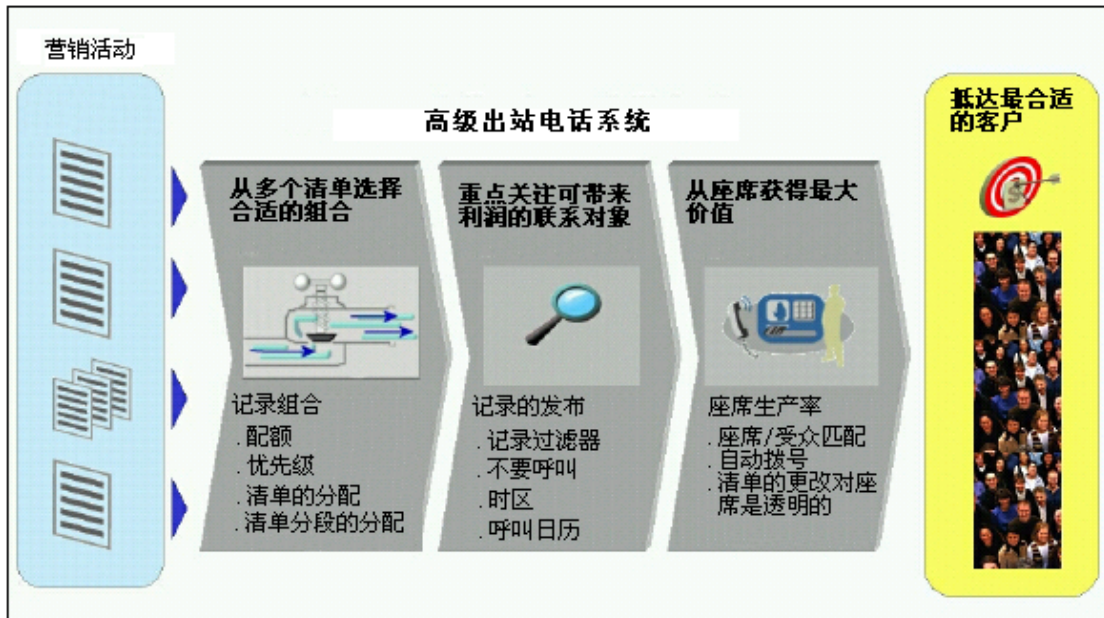 营销活动
高级出站电话系统
从多个清单选择
合适的组合
记录组合
.配额
.优先级
.清单的分配
.清单分段的分配
重点关注可带来
利润的联系对象
记录的发布
.记录过滤器
.不要呼叫
.时区
.呼叫日历
从座席获得最大
价值
座席生产率
.座席/受众匹配
.自动拨号
.清单的更改对座
席是透明的
抵达最合适
的客户
$